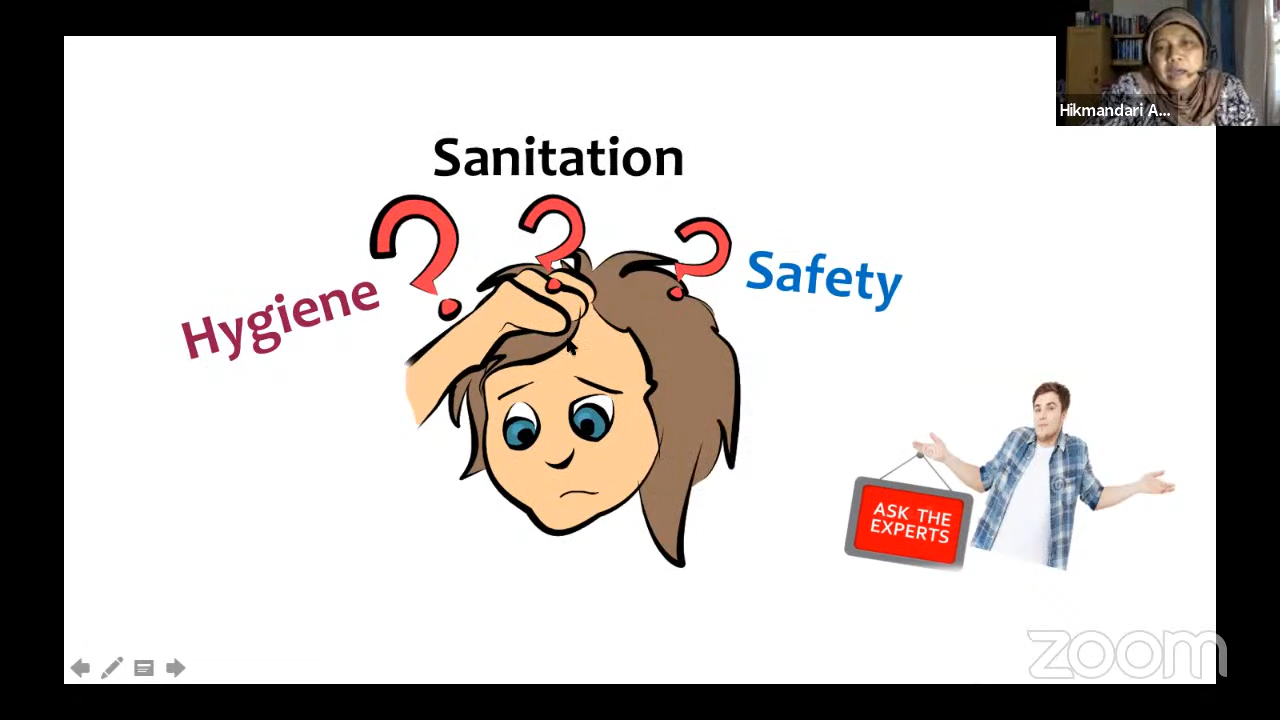 Hikmandari A...
Sanitation
Hygiene
Safety
ASK THE
EXPERTS
zoom